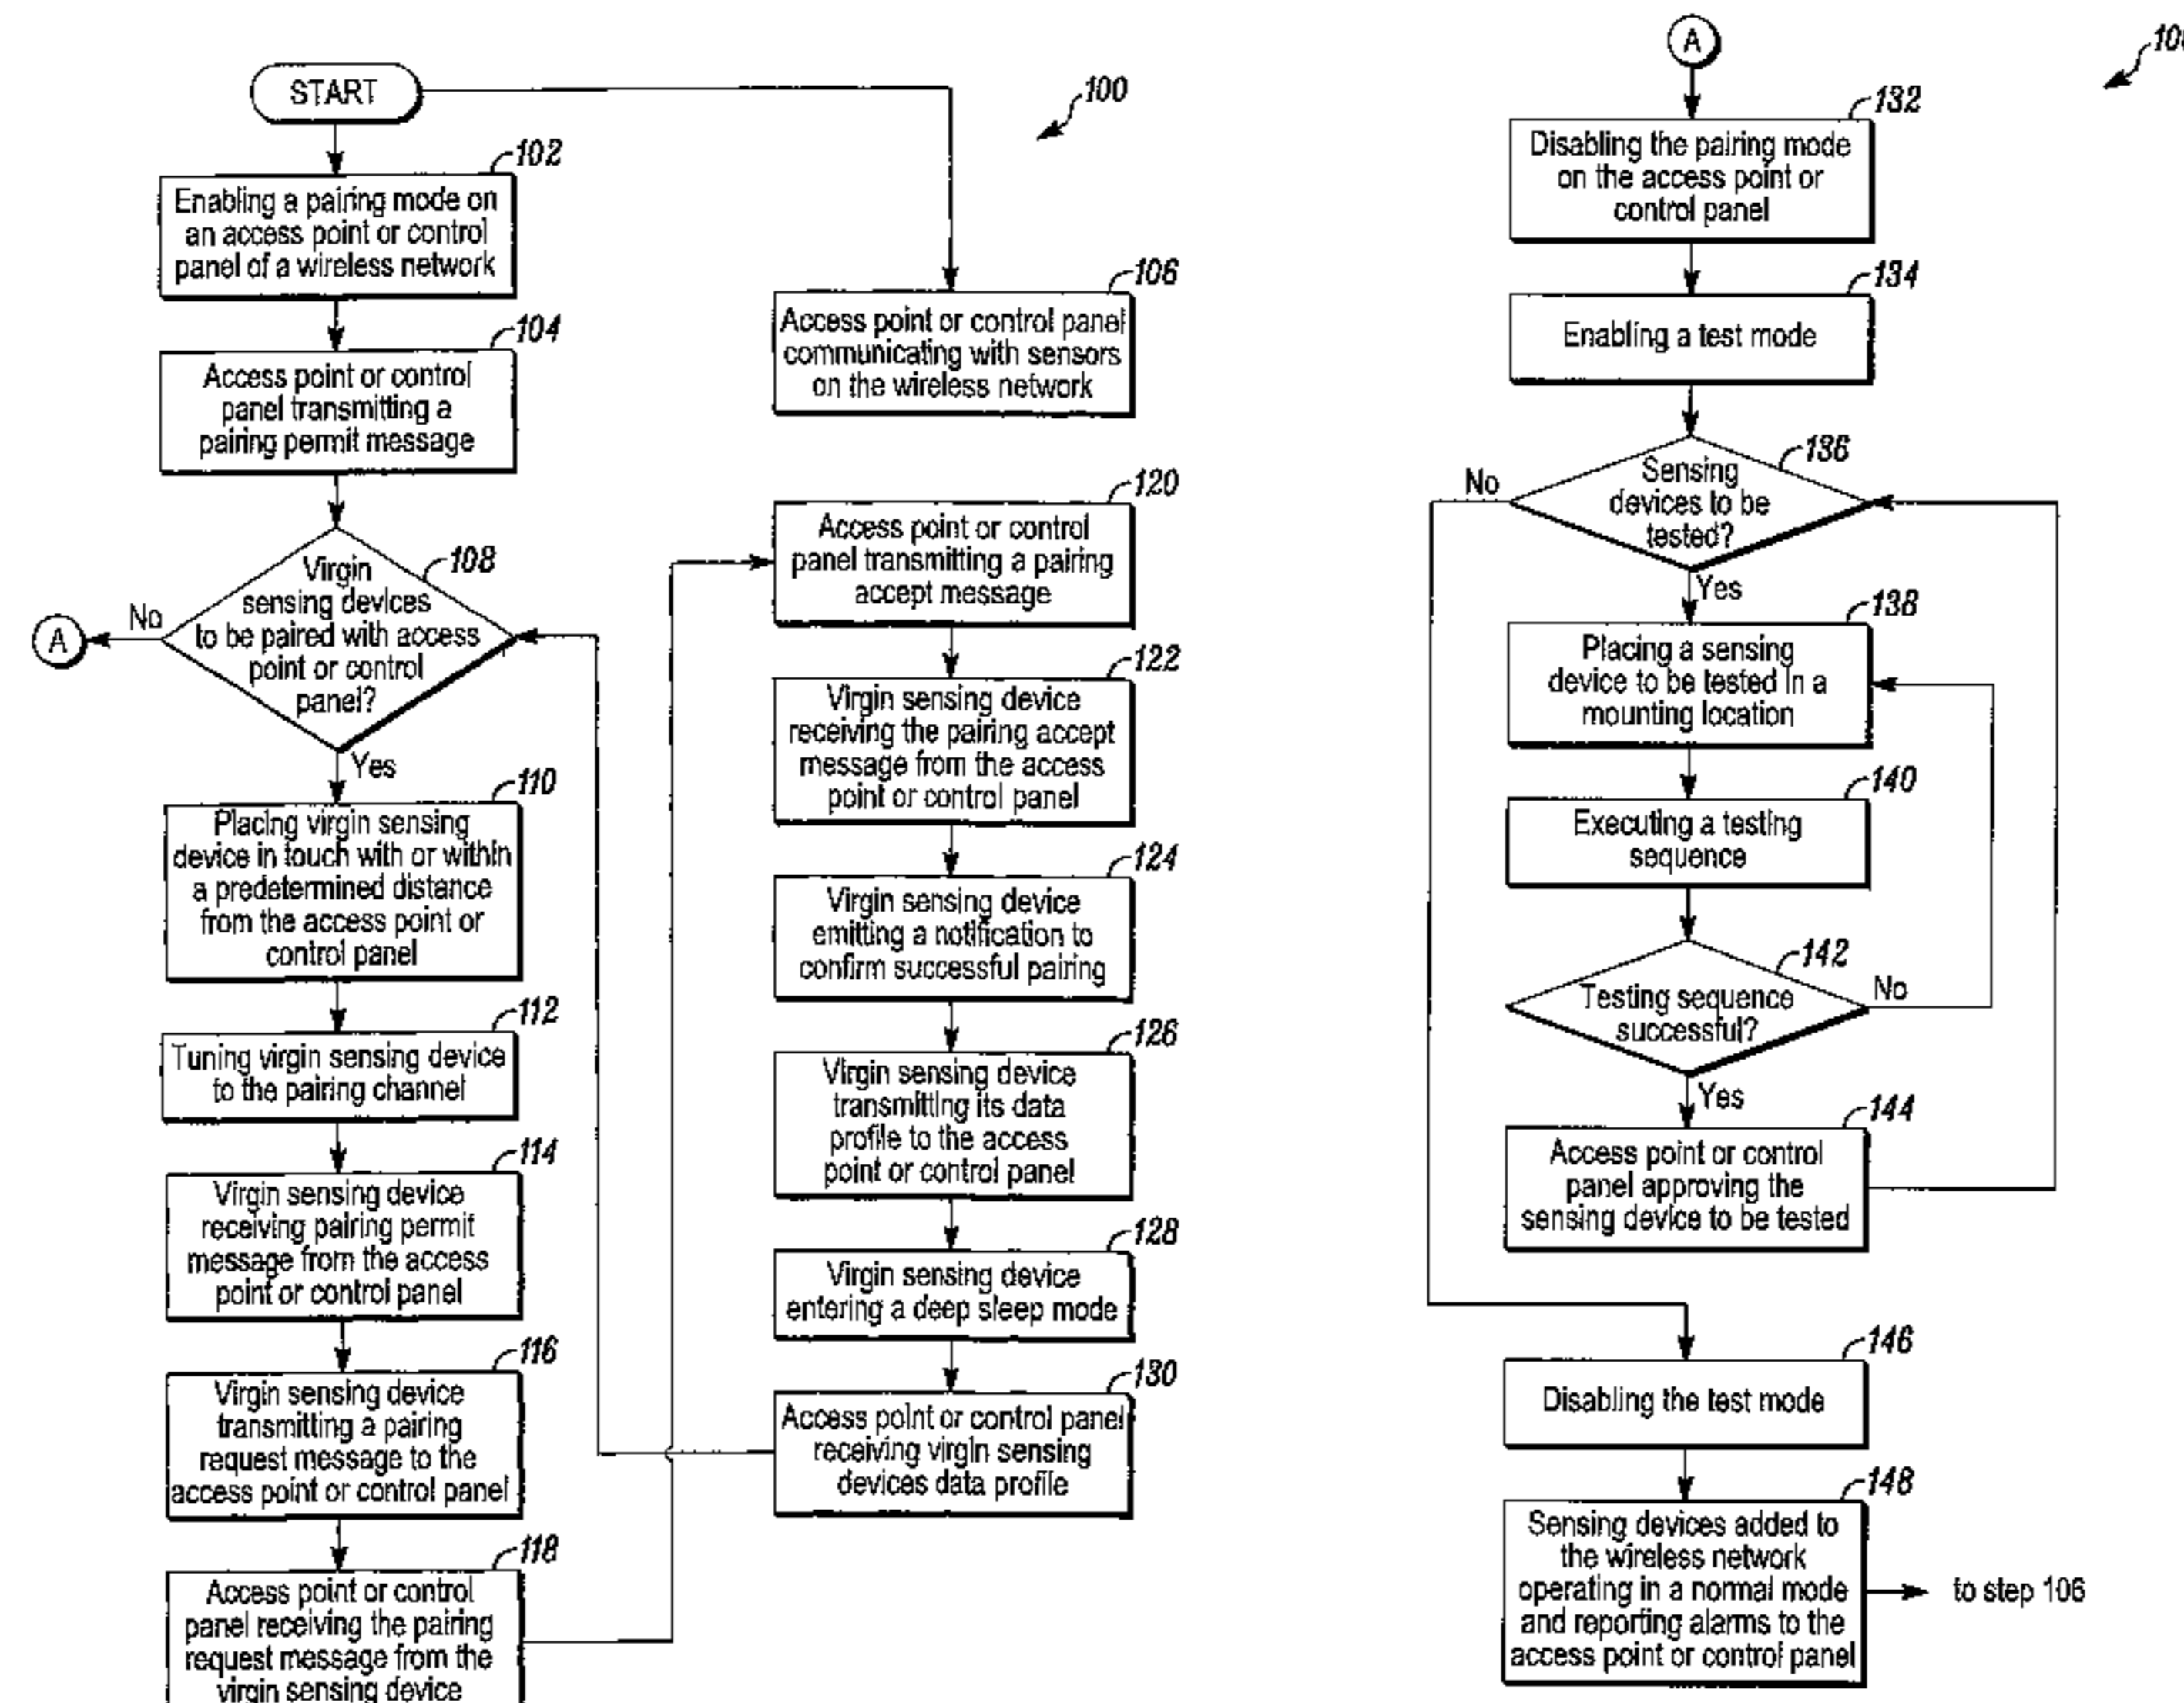 START
100
102
Enabling a pairing mode on
an access point or control
panel of a wireless network
104
Access point or control
panel transmitting a
pairing permit message
106
Access point or control panel
communicating with sensors
on the wireless network
108
Virgin
sensing devices
to be paired with access
point or control
panel?
No
A
Yes
110
Placing virgin sensing
device in touch with or within
a predetermined distance
from the access point or
control panel
112
Tuning virgin sensing device
to the pairing channel
114
Virgin sensing device
receiving pairing permit
message from the access
point or control panel
116
Virgin sensing device
transmitting a pairing
request message to the
access point or control panel
118
Access point or control
panel receiving the pairing
request message from the
virgin sensing device
120
Access point or control
panel transmitting a pairing
accept message
122
Virgin sensing device
receiving the pairing accept
message from the access
point or control panel
124
Virgin sensing device
emitting a notification to
confirm successful pairing
126
Virgin sensing device
transmitting its data
profile to the access
point or control panel
128
Virgin sensing device
entering a deep sleep mode
130
Access point or control panel
receiving virgin sensing
devices data profile
A
132
Disabling the pairing mode
on the access point or
control panel
134
Enabling a test mode
136
Sensing
devices to be
tested?
No
Yes
138
Placing a sensing
device to be tested in a
mounting location
140
Executing a testing
sequence
142
Testing sequence
successful?
No
Yes
144
Access point or control
panel approving the
sensing device to be tested
146
Disabling the test mode
148
Sensing devices added to
the wireless network
operating in a normal mode
and reporting alarms to the
access point or control panel
to step 106